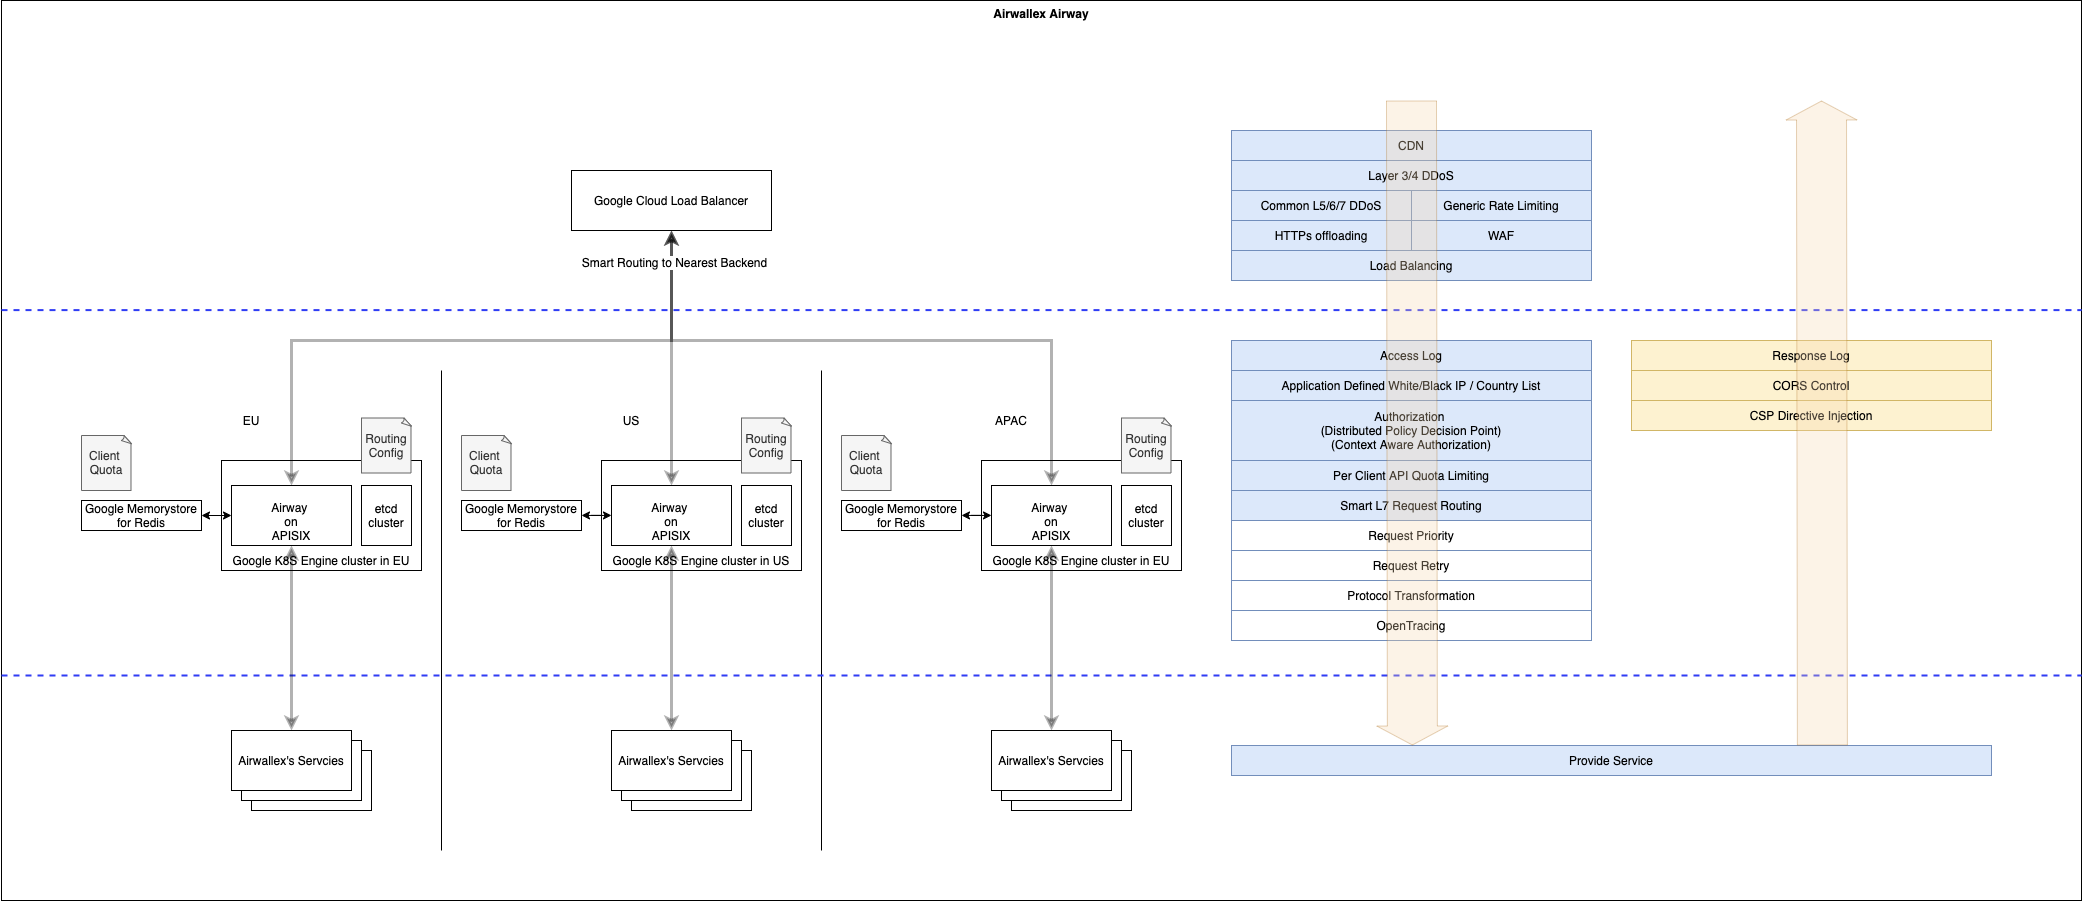 Airwallex Airway
Google Cloud Load Balancer
Smart Routing to Nearest Backend
EU
Client
Quota
Routing
Config
Google Memorystore
for Redis
Airway
on
APISIX
etcd
cluster
Google K8S Engine cluster in EU
Airwallex's Servcies
US
Client
Quota
Routing
Config
Google Memorystore
for Redis
Airway
on
APISIX
etcd
cluster
Google K8S Engine cluster in US
Airwallex's Servcies
APAC
Client
Quota
Routing
Config
Google Memorystore
for Redis
Airway
on
APISIX
etcd
cluster
Google K8S Engine cluster in EU
Airwallex's Servcies
CDN
Layer 3/4 DDoS
Common L5/6/7 DDoS
Generic Rate Limiting
HTTPs offloading
WAF
Load Balancing
Access Log
Application Defined White/Black IP / Country List
Authorization
(Distributed Policy Decision Point)
(Context Aware Authorization)
Per Client API Quota Limiting
Smart L7 Request Routing
Request Priority
Request Retry
Protocol Transformation
OpenTracing
Response Log
CORS Control
CSP Directive Injection
Provide Service